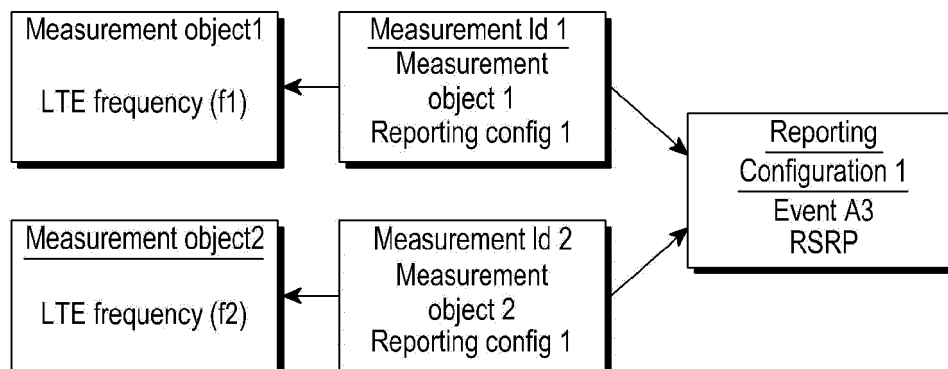 Measurement object1
LTE frequency (f1)
Measurement Id 1
Measurement
object 1
Reporting config 1
Reporting
Configuration 1
Event A3
RSRP
Measurement object2
LTE frequency (f2)
Measurement Id 2
Measurement
object 2
Reporting config 1